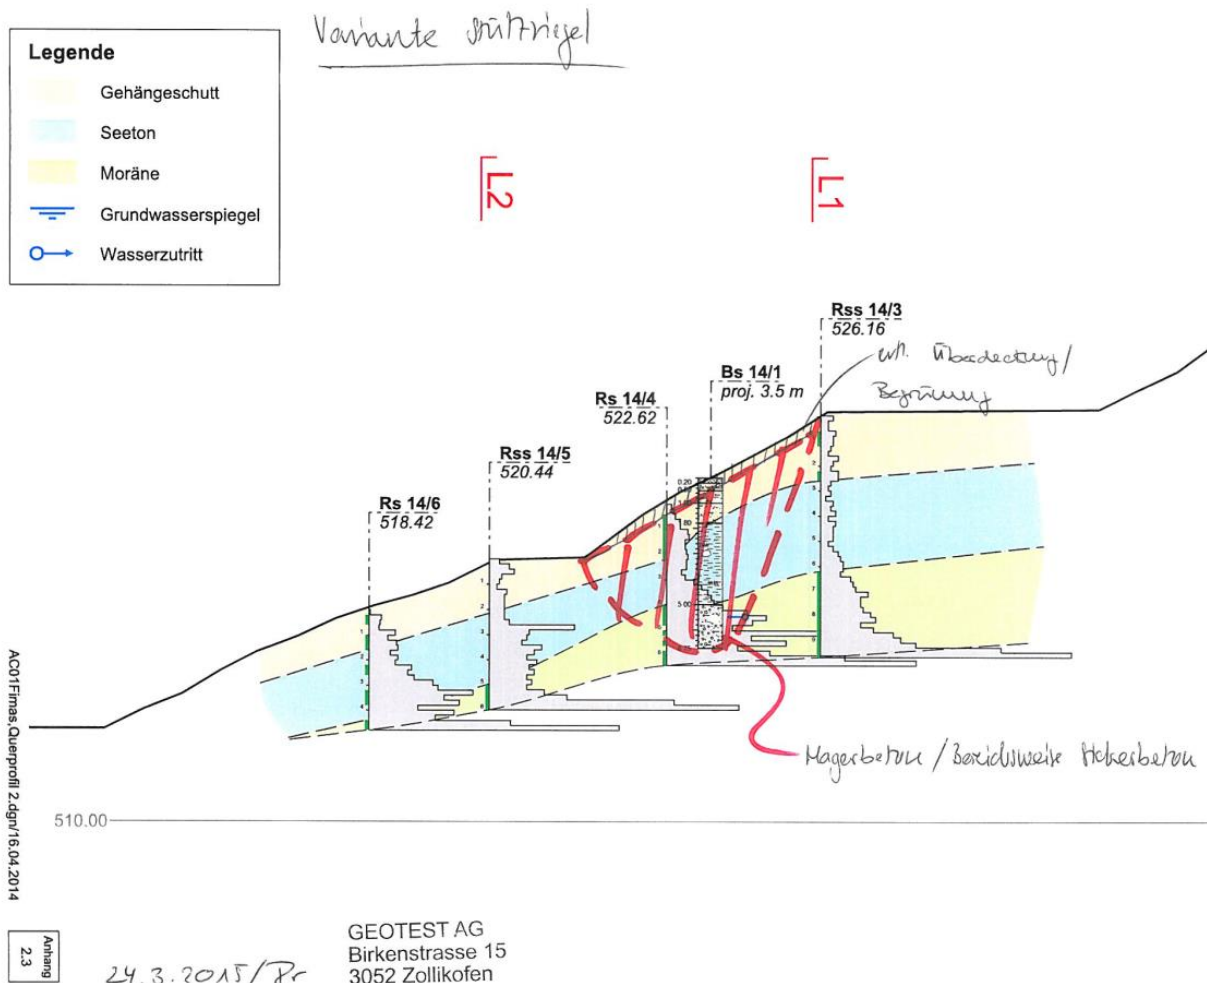 Variante Stützriegel
Legende
Gehängeschutt
Seeton
Moräne
Grundwasserspiegel
Wasserzutritt
L2
L1
Rss 14/3
526.16
evt. Überdeckung/
Begrünung
Bs 14/1
proj. 3.5 m
Rs 14/4
522.62
Rss 14/5
520.44
Rs 14/6
518.42
Magerbeton / Bereichsweise Sickerbeton
510.00
AC01Fimas,Querprofil 2.dgn/16.04.2014
Anhang
2.3
24.3.2015/Pr
GEOTEST AG
Birkenstrasse 15
3052 Zollikofen